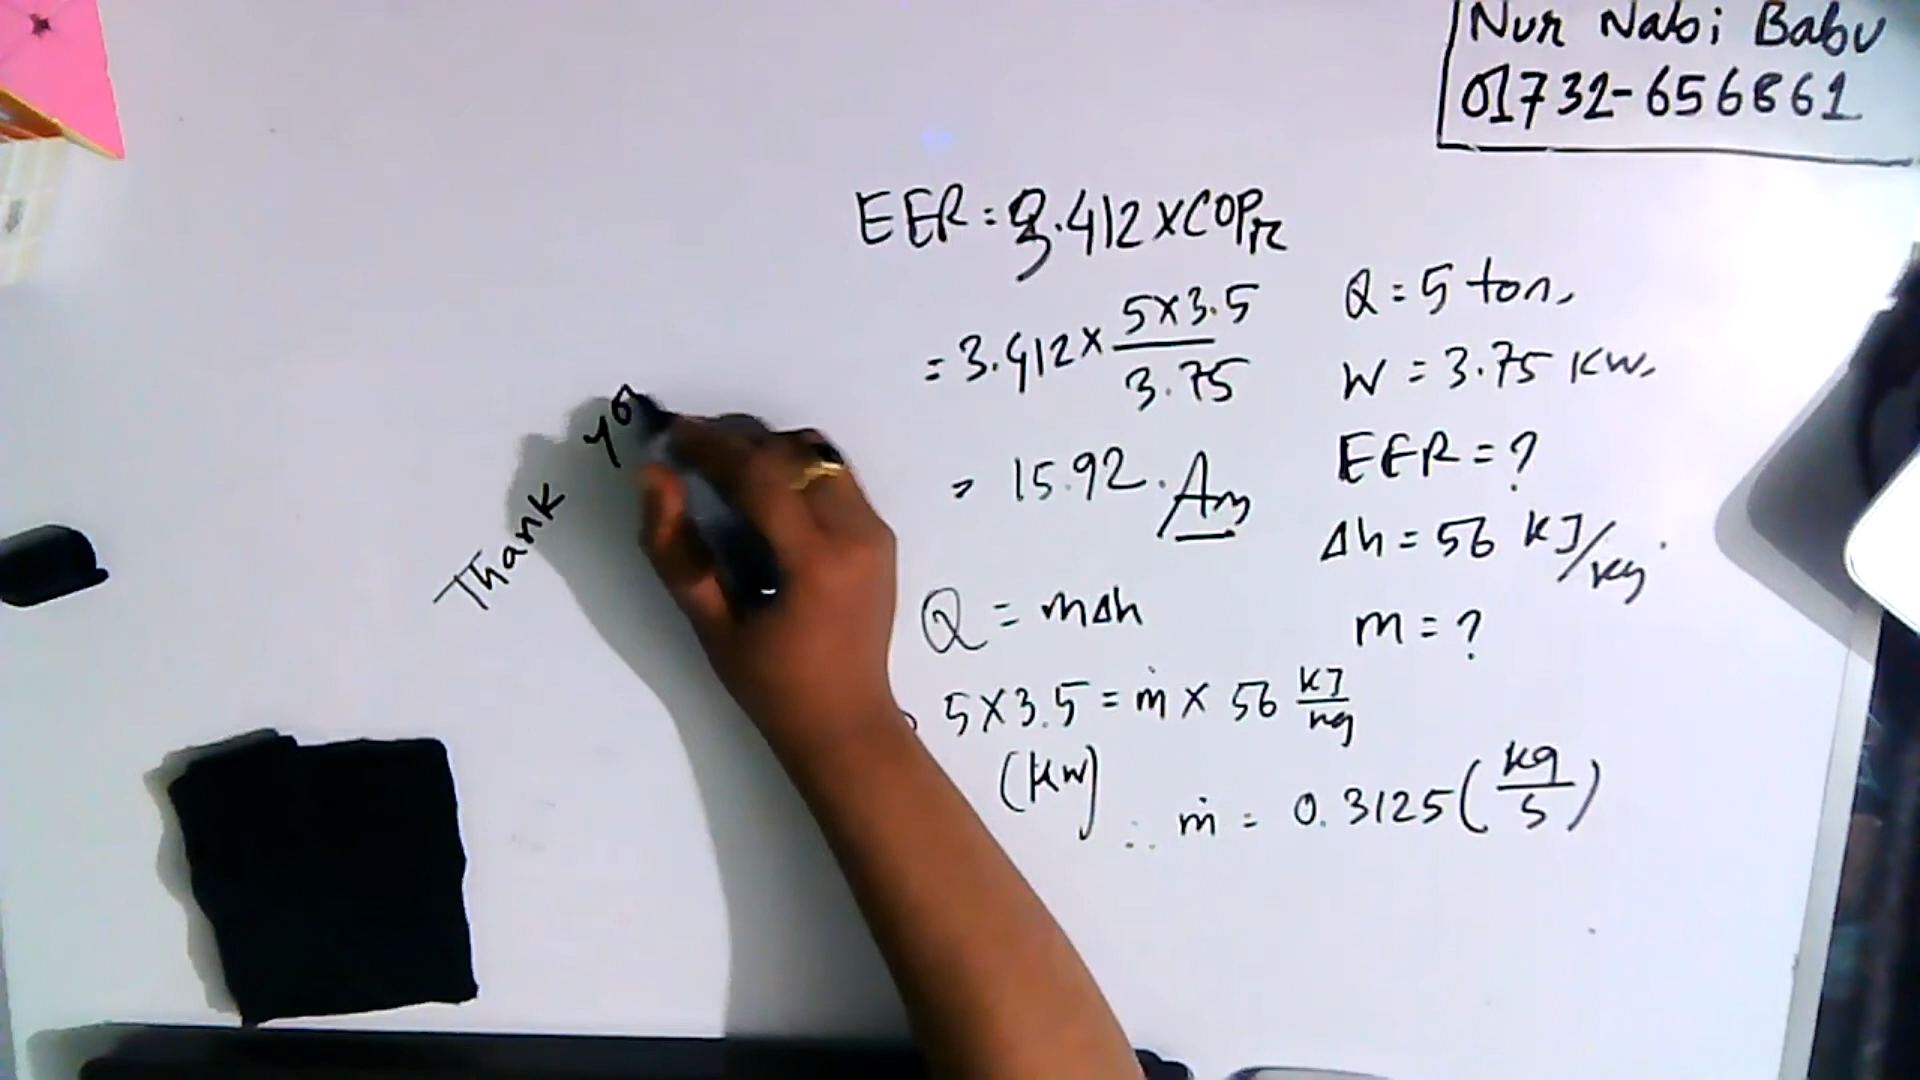 Nur Nabi Babu
01732-656861
EER = 3.412 × COPR
= 3.412 × 5×3.5 / 3.75
= 15.92. Ans
Q = 5 ton,
W = 3.75 KW,
EER = ?
Δh = 56 KJ/kg.
m = ?
Q = mΔh
5×3.5 = ṁ × 56 KJ/kg
(KW)
∴ ṁ = 0.3125 (kg/s)
Thank yo